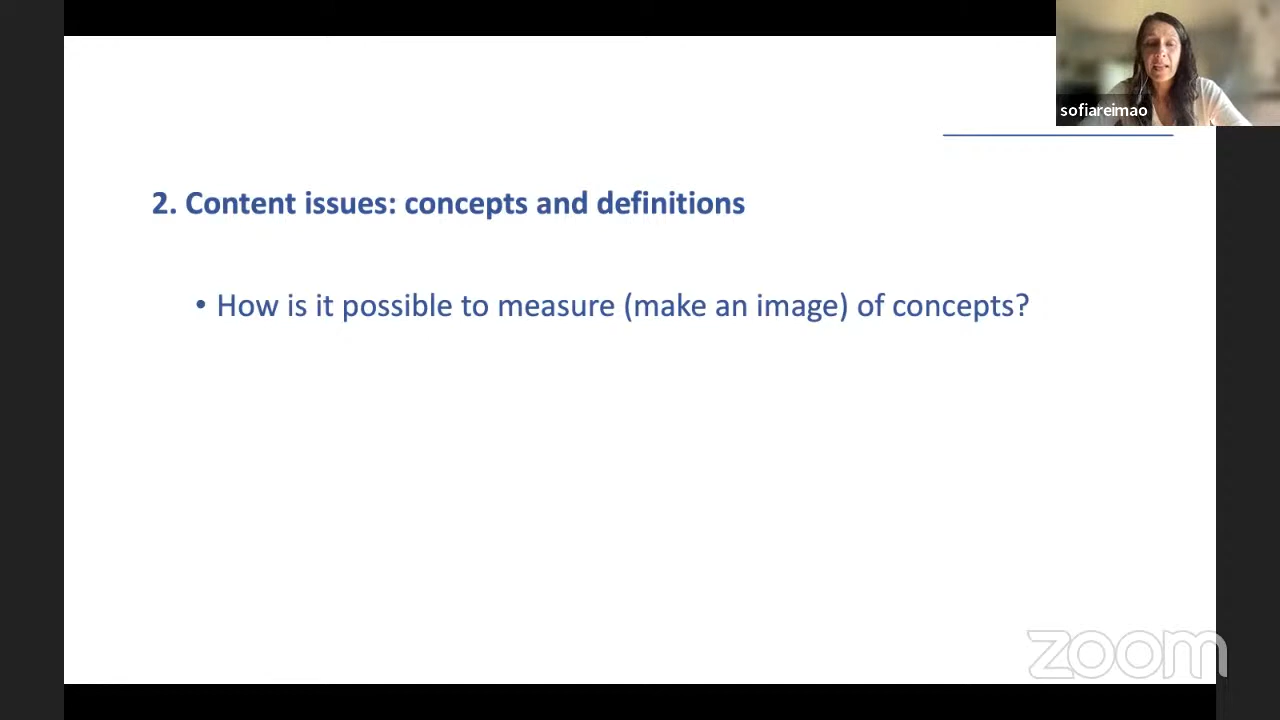 sofiareimao
2. Content issues: concepts and definitions
• How is it possible to measure (make an image) of concepts?
zoom